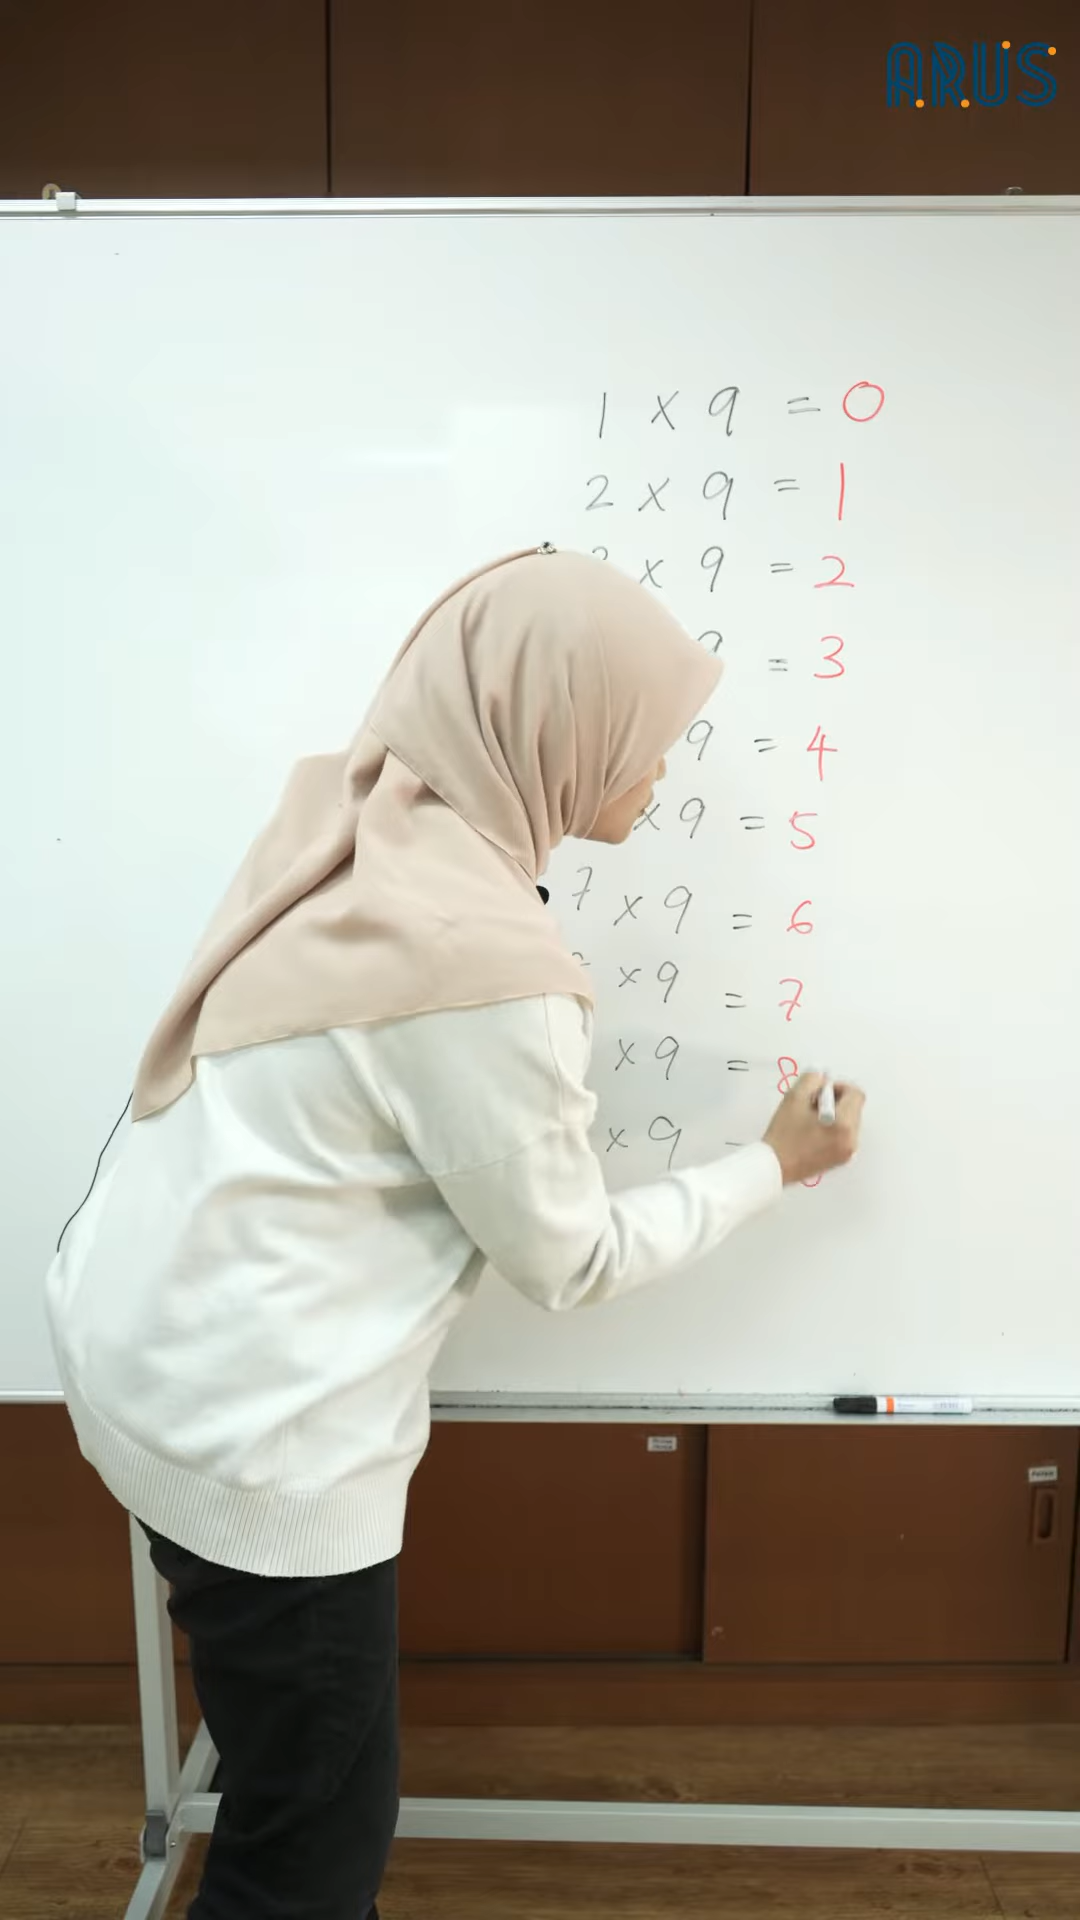 ARUS
1 x 9 = 0
2 x 9 = 1
x 9 = 2
= 3
9 = 4
x 9 = 5
7 x 9 = 6
x 9 = 7
x 9 = 8
x 9